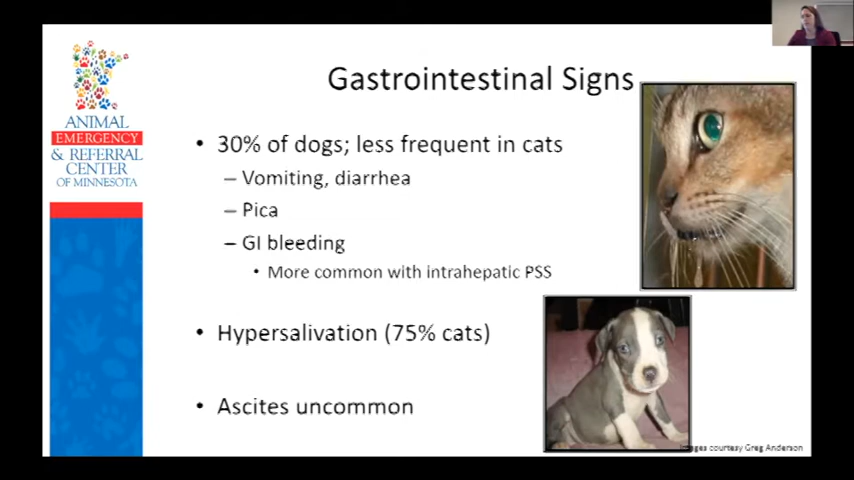 ANIMAL
EMERGENCY
& REFERRAL
CENTER
OF MINNESOTA
Gastrointestinal Signs
• 30% of dogs; less frequent in cats
– Vomiting, diarrhea
– Pica
– GI bleeding
• More common with intrahepatic PSS
• Hypersalivation (75% cats)
• Ascites uncommon
courtesy Greg Anderson